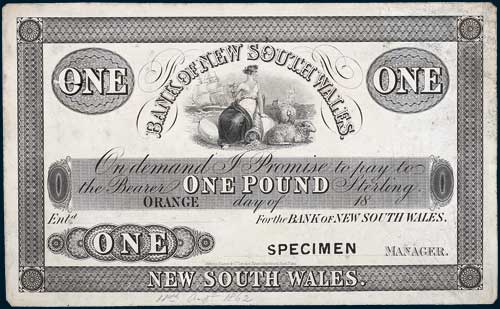 BANK OF NEW SOUTH WALES.
ONE ONE
On demand I Promise to pay to
the Bearer ONE POUND Sterling.
ORANGE day of 18
Entd. For the BANK OF NEW SOUTH WALES.
ONE SPECIMEN MANAGER.
NEW SOUTH WALES.
1862